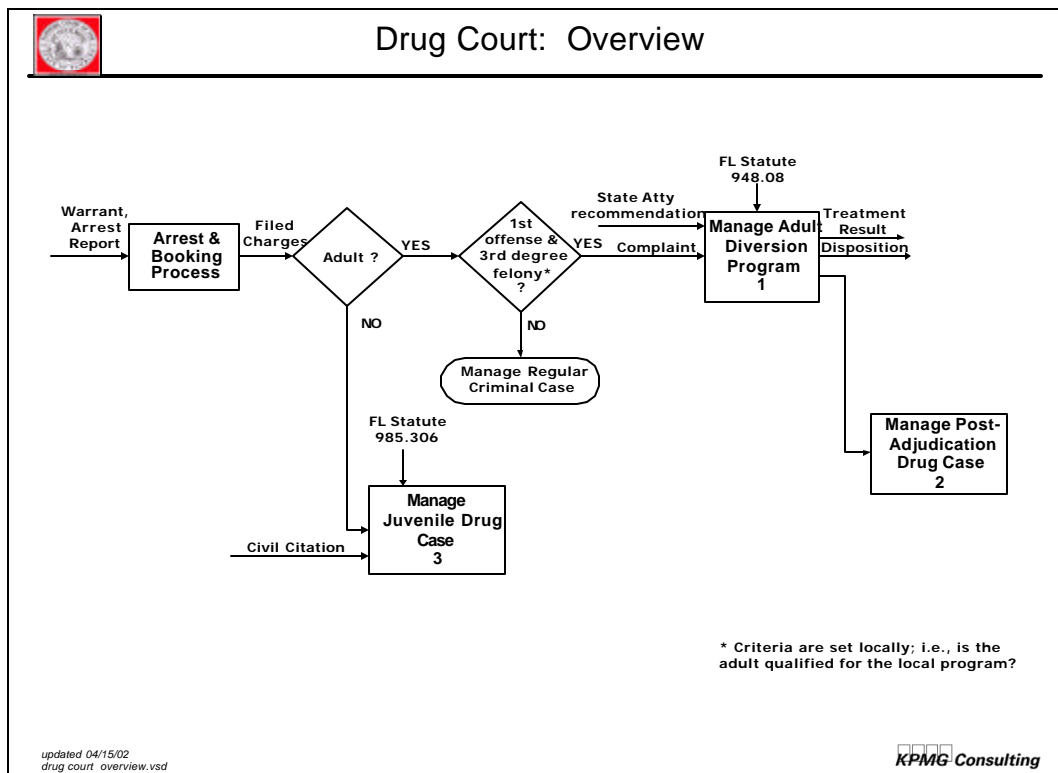 Drug Court: Overview
Warrant,
Arrest
Report
Arrest &
Booking
Process
Filed
Charges
Adult ?
YES
NO
1st
offense &
3rd degree
felony*
?
YES
NO
Manage Regular
Criminal Case
State Atty
recommendation
Complaint
FL Statute
948.08
Manage Adult
Diversion
Program
1
Treatment
Result
Disposition
Manage Post-
Adjudication
Drug Case
2
FL Statute
985.306
Manage
Juvenile Drug
Case
3
Civil Citation
* Criteria are set locally; i.e., is the
adult qualified for the local program?
updated 04/15/02
drug court overview.vsd
KPMG Consulting